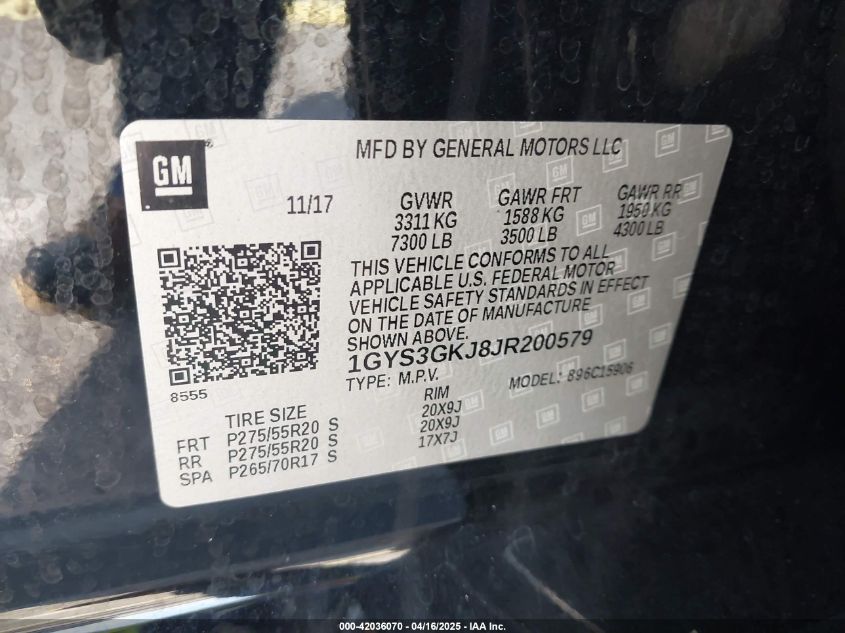 MFD BY GENERAL MOTORS LLC
GM
11/17
GVWR GAWR FRT GAWR RR
3311 KG 1588 KG 1950 KG
7300 LB 3500 LB 4300 LB
THIS VEHICLE CONFORMS TO ALL
APPLICABLE U.S. FEDERAL MOTOR
VEHICLE SAFETY STANDARDS IN EFFECT
ON THE DATE OF MANUFACTURE
SHOWN ABOVE.
1GYS3GKJ8JR200579
TYPE: M.P.V. MODEL: 896C15906
8555
TIRE SIZE RIM
FRT P275/55R20 S 20X9J
RR P275/55R20 S 20X9J
SPA P265/70R17 S 17X7J
000-42036070 - 04/16/2025 - IAA Inc.